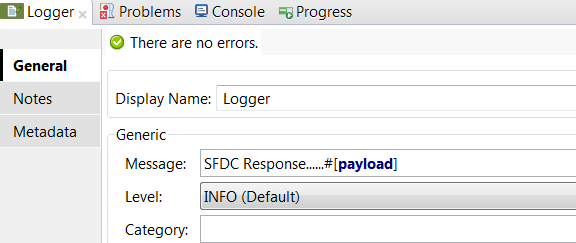 Logger Problems Console Progress
There are no errors.
General
Notes
Metadata
Display Name: Logger
Generic
Message: SFDC Response......#[payload]
Level: INFO (Default)
Category: